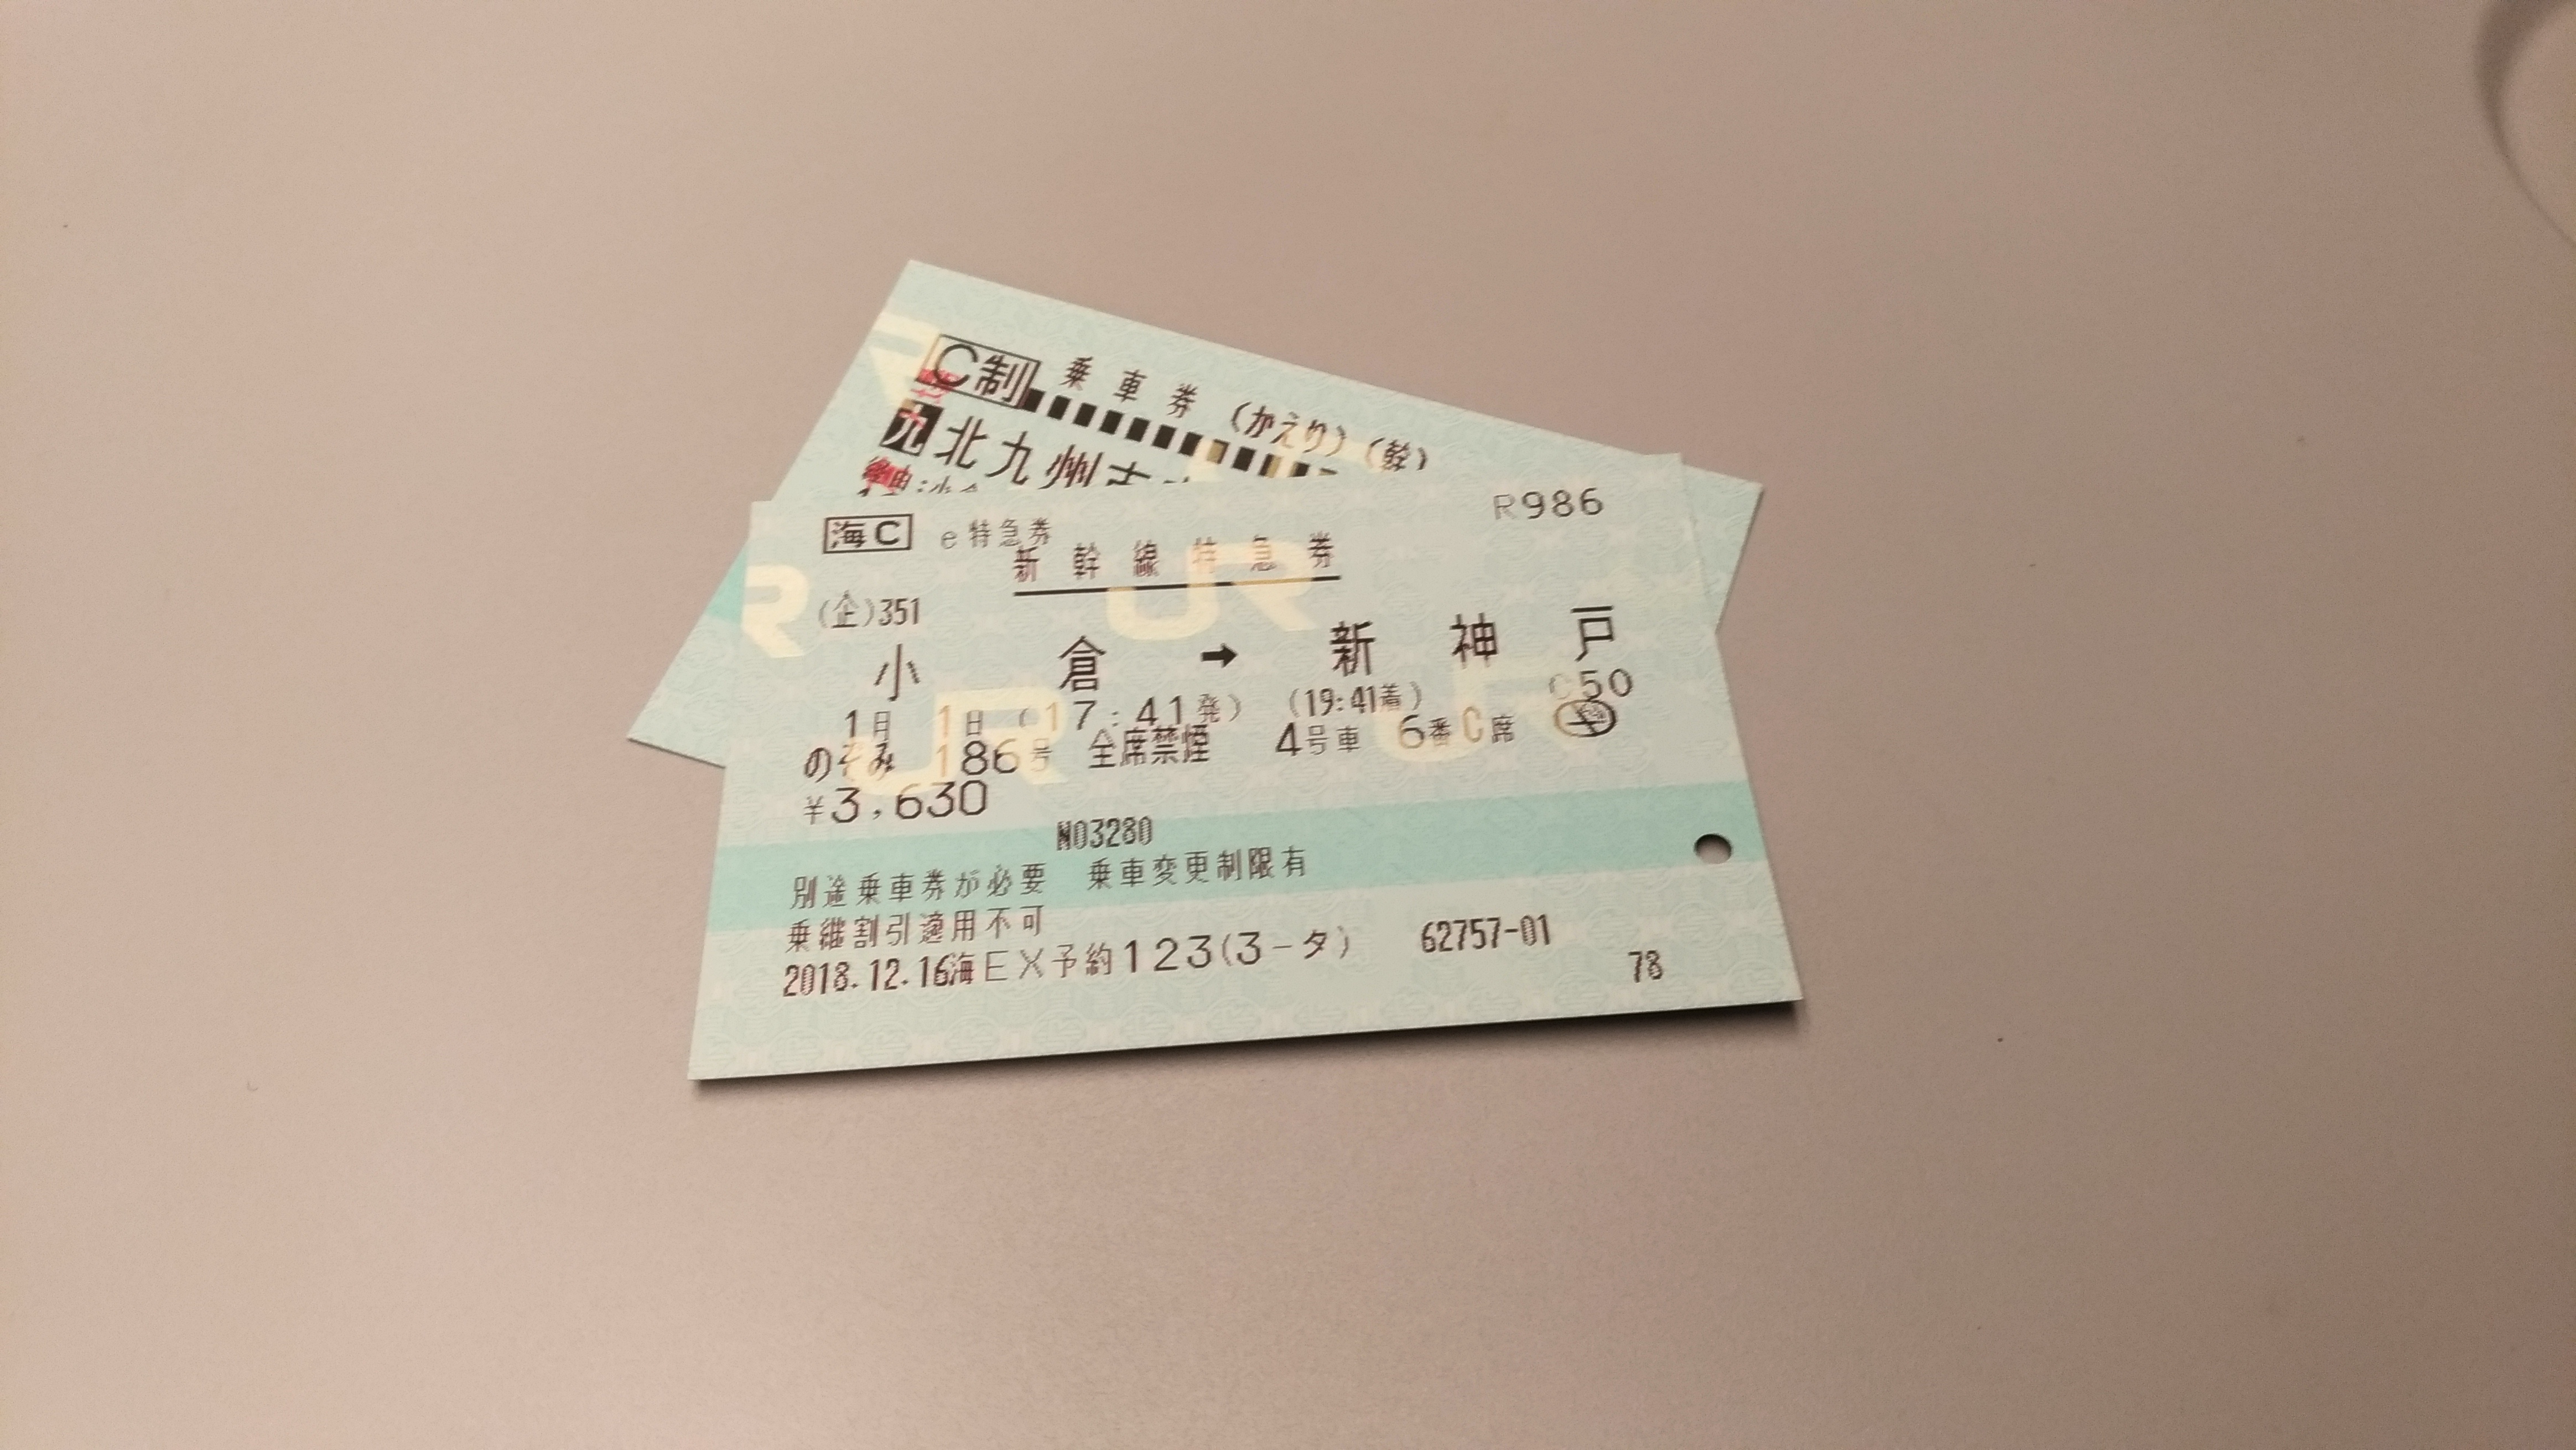 C制 乗車券 (かえり) (幹)
九 北九州市
経由:
海C e特急券 R986
新幹線特急券
(企)351
小倉 ➡ 新神戸
C50
1月 1日 (17:41発) (19:41着)
のぞみ 186号 全席禁煙 4号車 6番C席
¥3,630
N03280
別途乗車券が必要 乗車変更制限有
乗継割引適用不可
2018.12.16海EX予約123(3-タ) 62757-01
78
JR